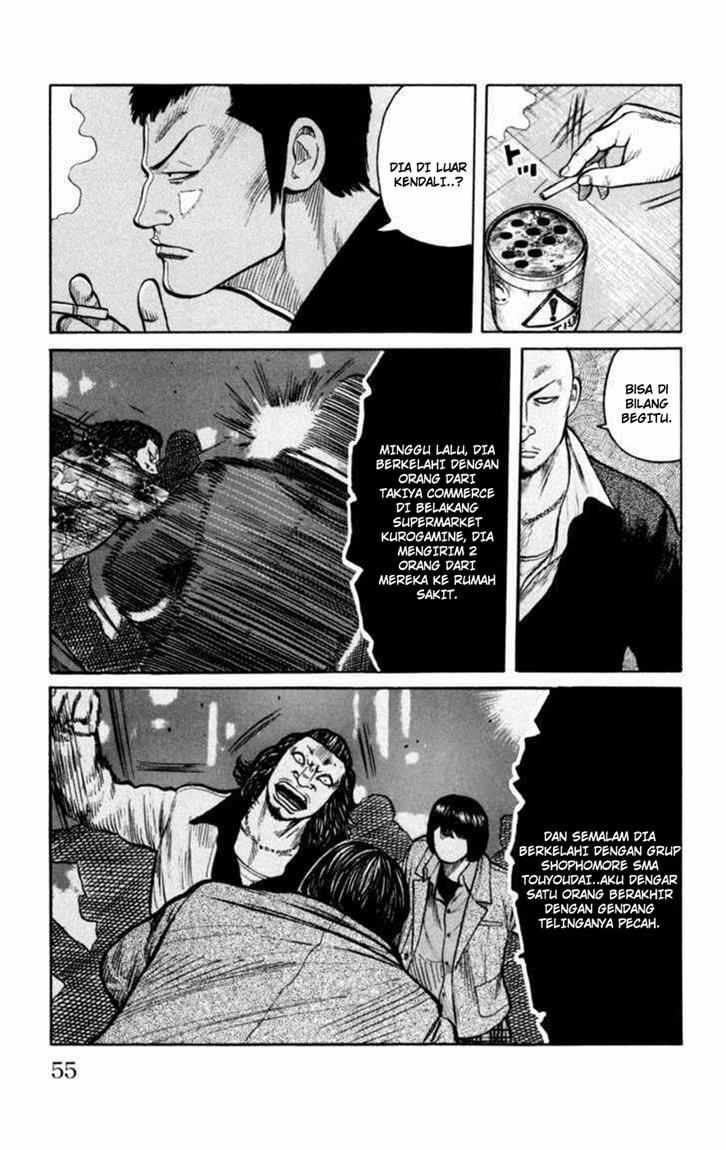 DIA DI LUAR
KENDALI..?
トッ
BISA DI
BILANG
BEGITU.
MINGGU LALU, DIA
BERKELAHI DENGAN
ORANG DARI
TAKIYA COMMERCE
DI BELAKANG
SUPERMARKET
KUROGAMINE, DIA
MENGIRIM 2
ORANG DARI
MEREKA KE RUMAH
SAKIT.
DAN SEMALAM DIA
BERKELAHI DENGAN GRUP
SHOPHOMORE SMA
TOUYOUDAI..AKU DENGAR
SATU ORANG BERAKHIR
DENGAN GENDANG
TELINGANYA PECAH.
55